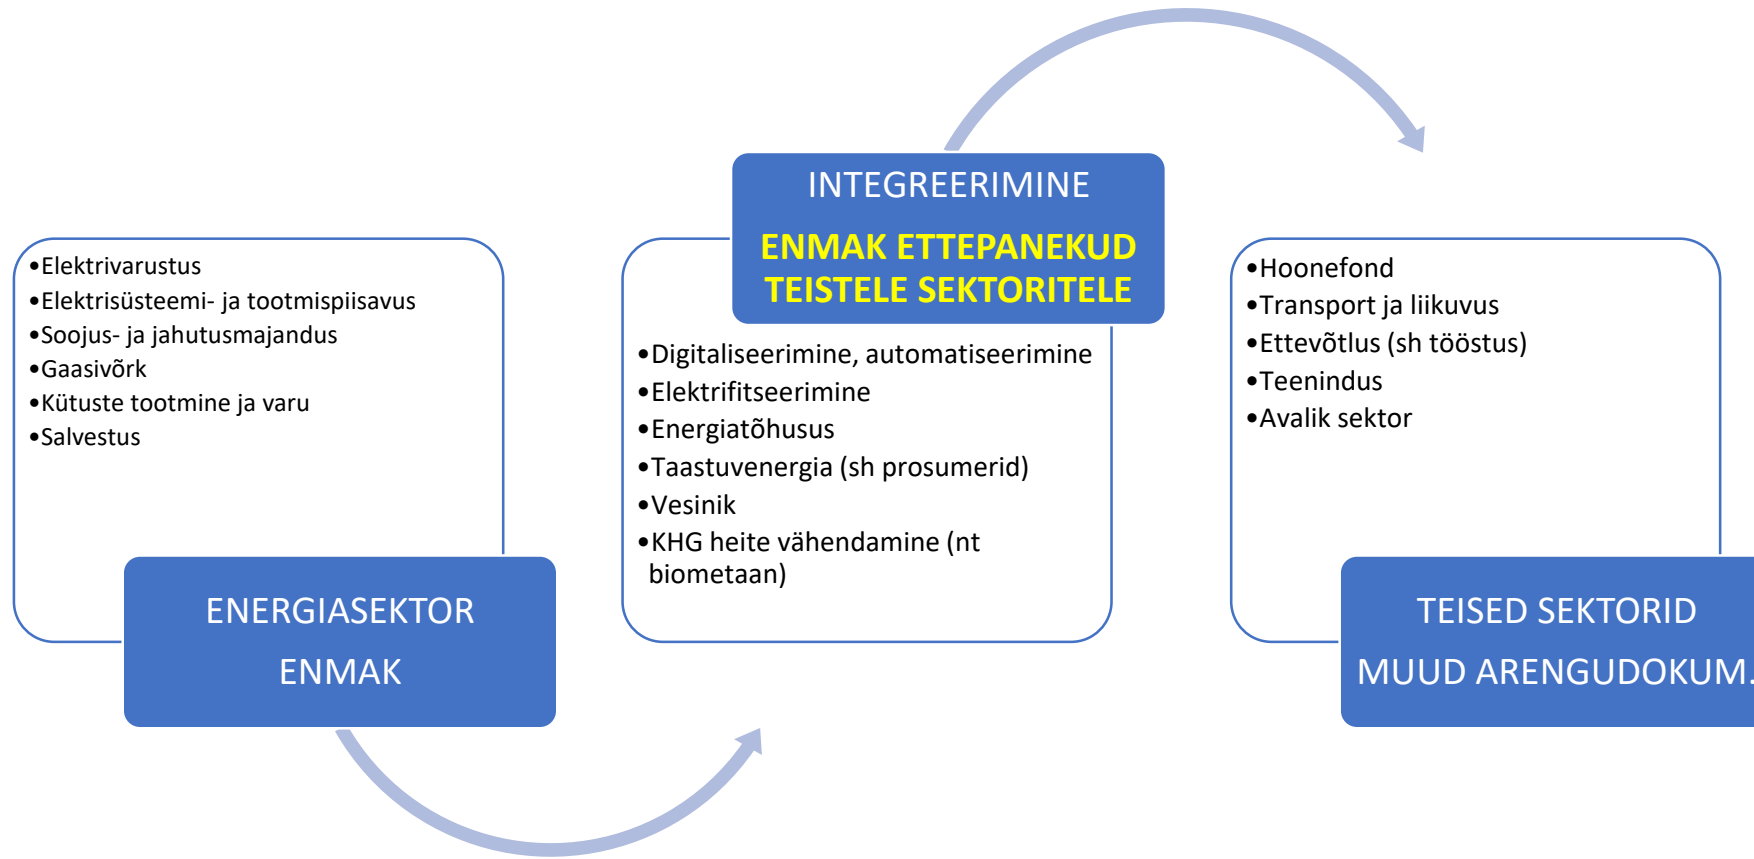 •Elektrivarustus
•Elektrisüsteemi- ja tootmispiisavus
•Soojus- ja jahutusmajandus
•Gaasivõrk
•Kütuste tootmine ja varu
•Salvestus
ENERGIASEKTOR
ENMAK
INTEGREERIMINE
ENMAK ETTEPANEKUD
TEISTELE SEKTORITELE
•Digitaliseerimine, automatiseerimine
•Elektrifitseerimine
•Energiatõhusus
•Taastuvenergia (sh prosumerid)
•Vesinik
•KHG heite vähendamine (nt
biometaan)
•Hoonefond
•Transport ja liikuvus
•Ettevõtlus (sh tööstus)
•Teenindus
•Avalik sektor
TEISED SEKTORID
MUUD ARENGUDOKUM.